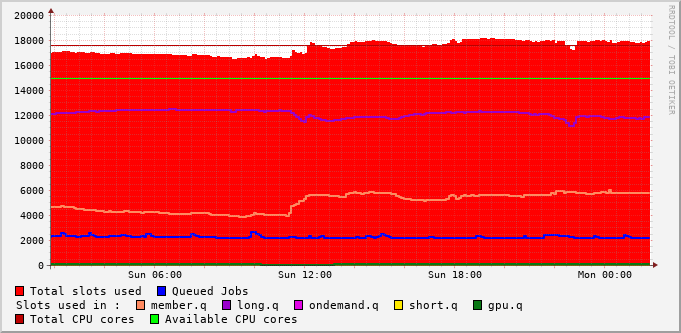 20000
18000
16000
14000
12000
10000
8000
6000
4000
2000
0
Sun 06:00 Sun 12:00 Sun 18:00 Mon 00:00
RRDTOOL / TOBI OETIKER
Total slots used Queued Jobs
Slots used in : member.q long.q ondemand.q short.q gpu.q
Total CPU cores Available CPU cores